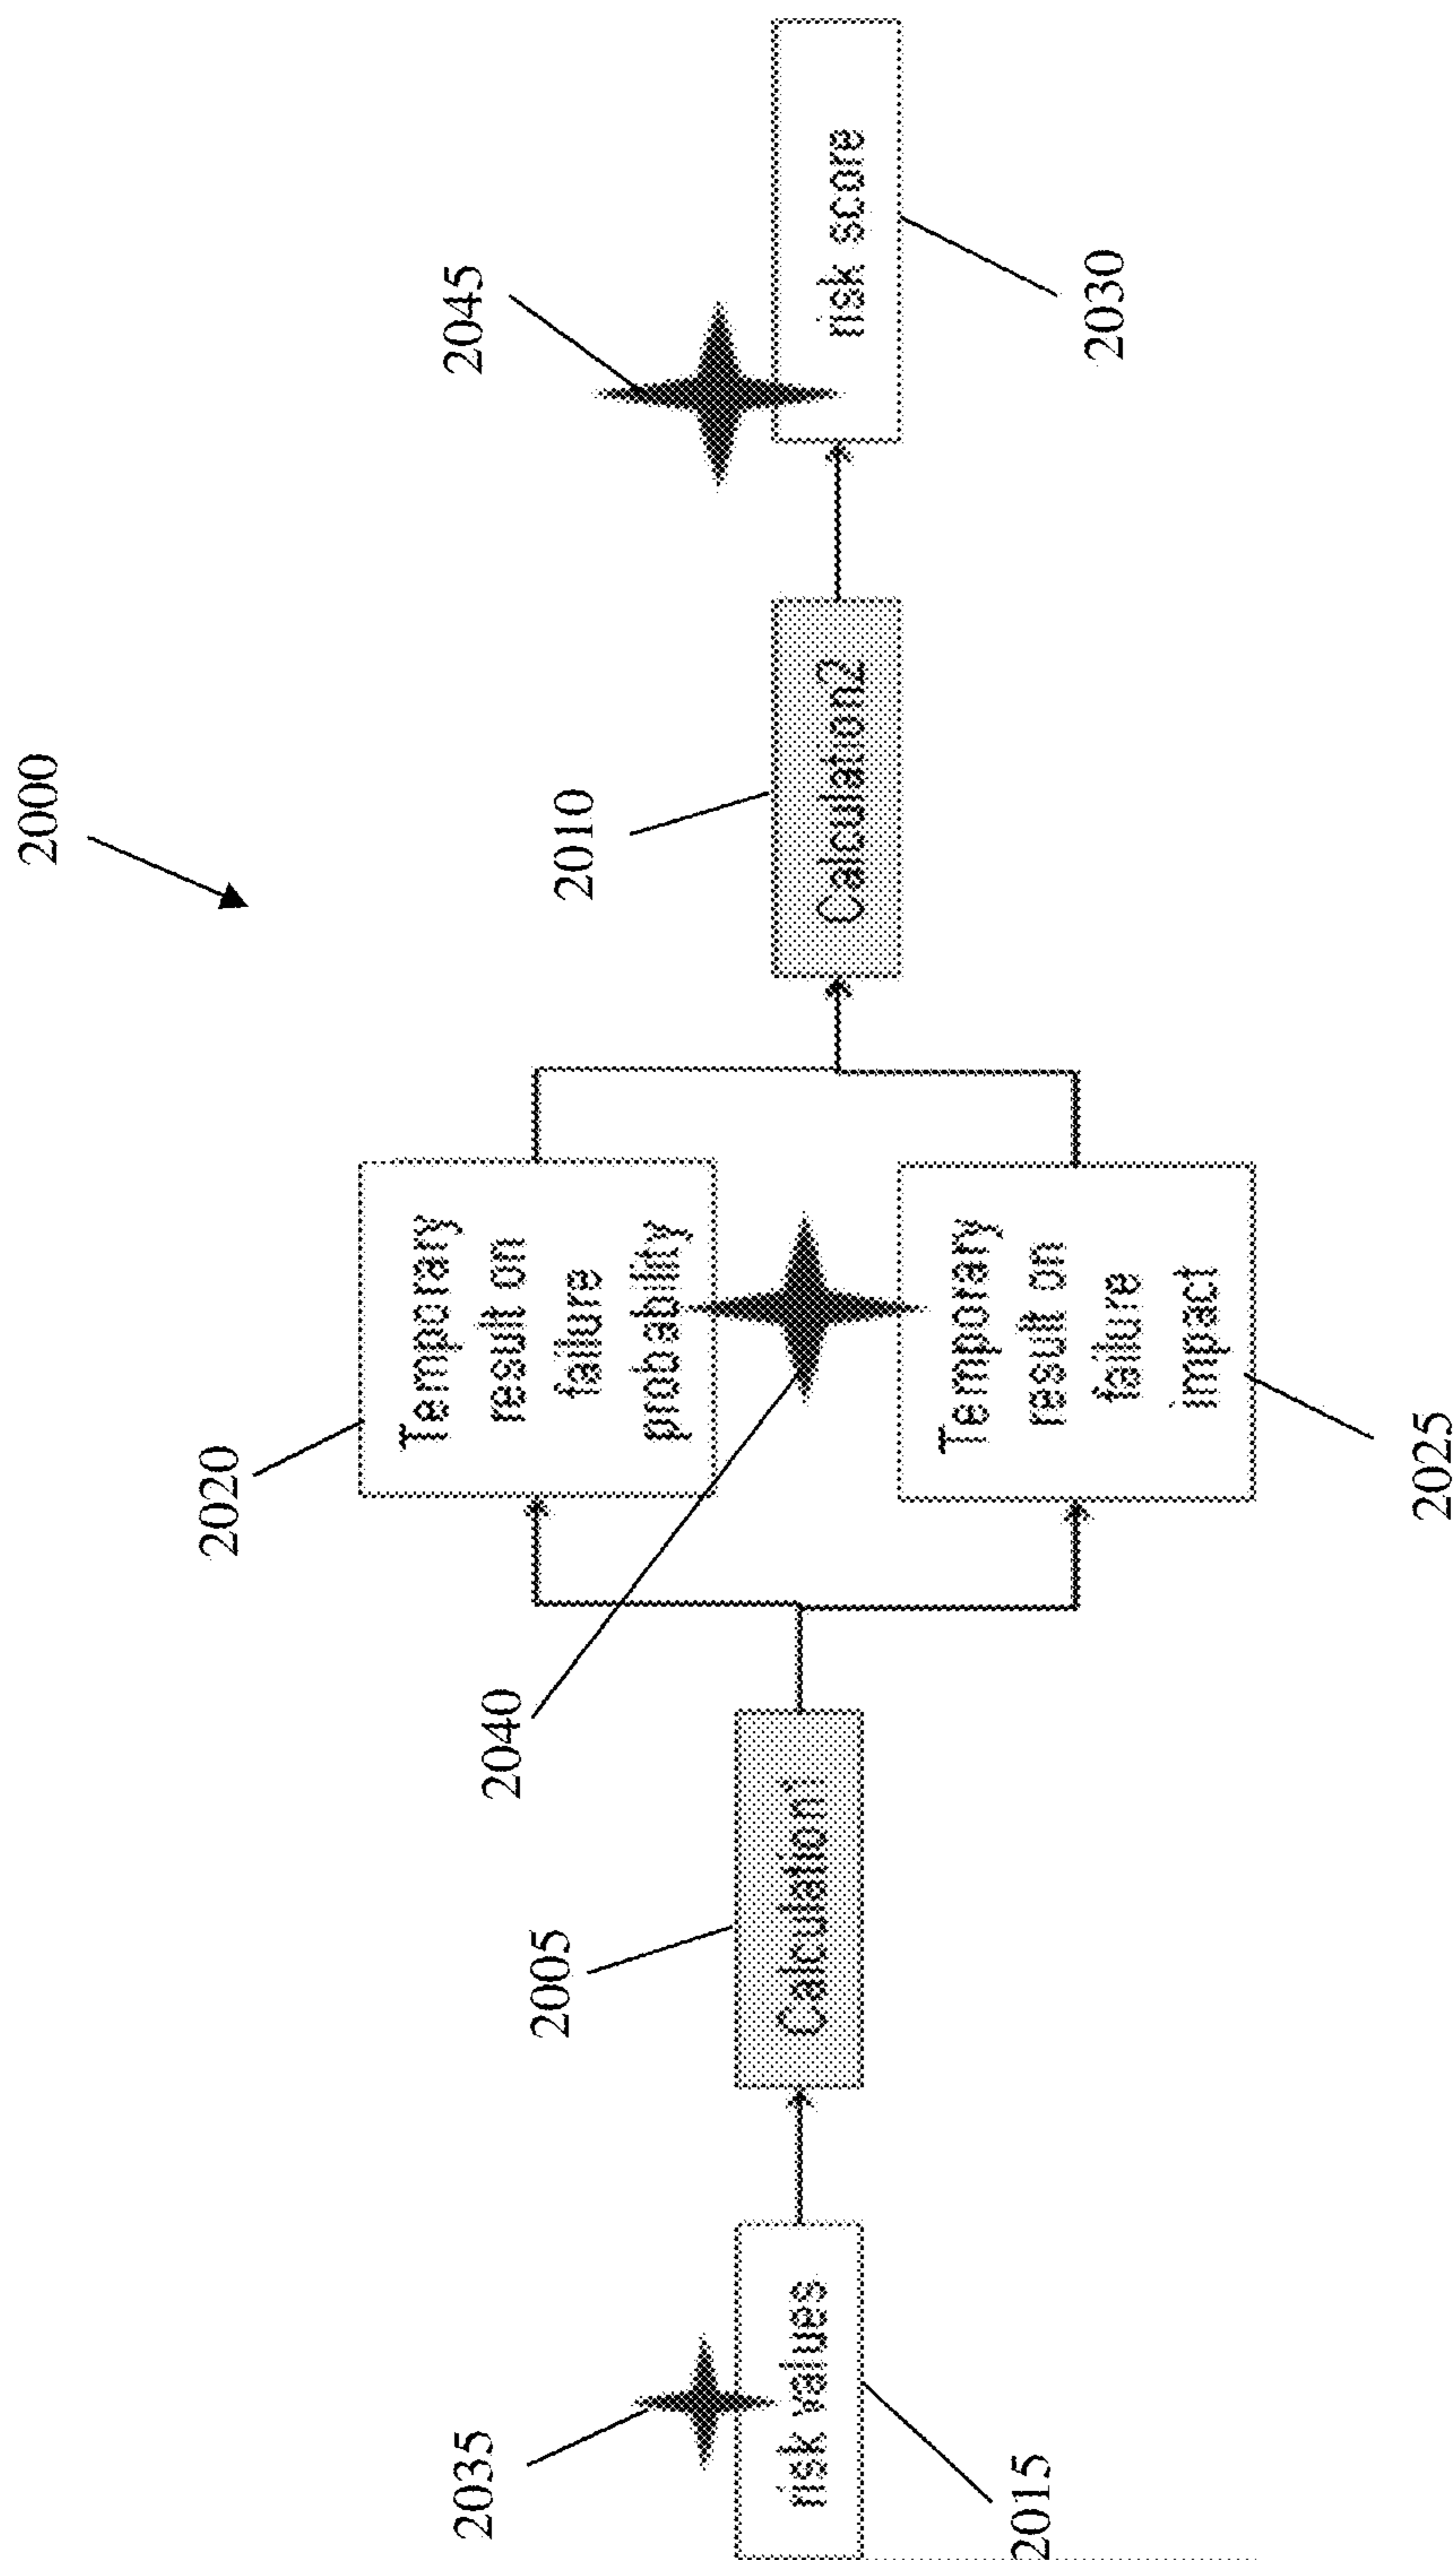 2000
2045
risk score
2030
2010
Calculation2
2020
Temporary
result on
failure
probability
2040
Temporary
result on
failure
impact
2025
2005
Calculation1
2035
risk values
2015